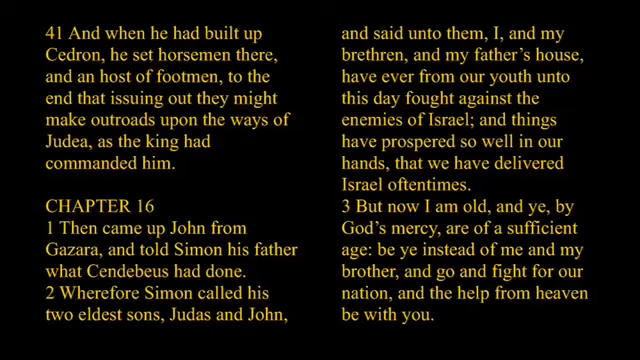 41 And when he had built up
Cedron, he set horsemen there,
and an host of footmen, to the
end that issuing out they might
make outroads upon the ways of
Judea, as the king had
commanded him.
CHAPTER 16
1 Then came up John from
Gazara, and told Simon his father
what Cendebeus had done.
2 Wherefore Simon called his
two eldest sons, Judas and John,
and said unto them, I, and my
brethren, and my father’s house,
have ever from our youth unto
this day fought against the
enemies of Israel; and things
have prospered so well in our
hands, that we have delivered
Israel oftentimes.
3 But now I am old, and ye, by
God’s mercy, are of a sufficient
age: be ye instead of me and my
brother, and go and fight for our
nation, and the help from heaven
be with you.